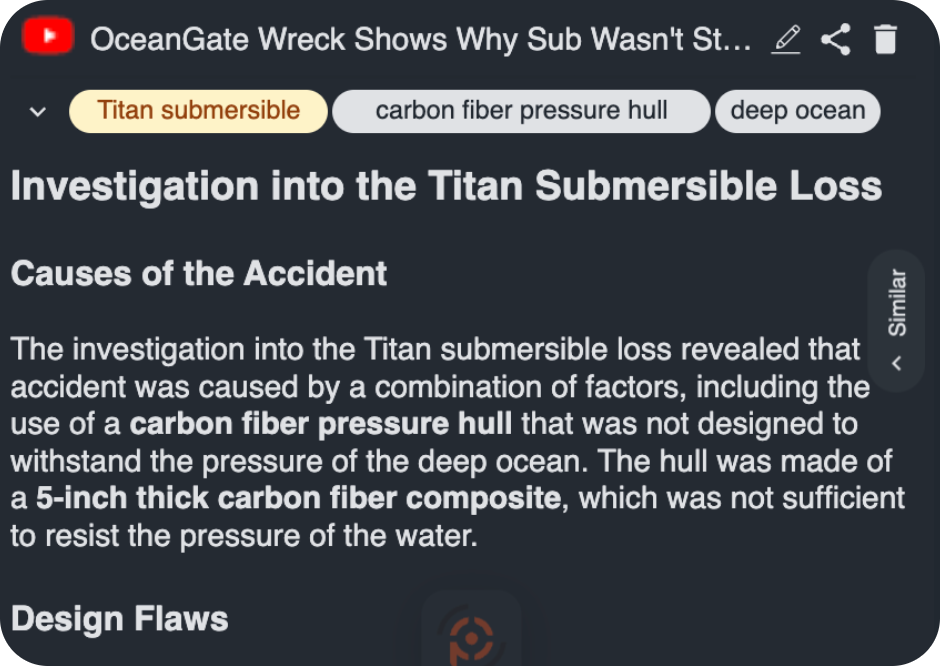 OceanGate Wreck Shows Why Sub Wasn't St...
Titan submersible carbon fiber pressure hull deep ocean
Investigation into the Titan Submersible Loss
Causes of the Accident
Similar
The investigation into the Titan submersible loss revealed that
accident was caused by a combination of factors, including the
use of a carbon fiber pressure hull that was not designed to
withstand the pressure of the deep ocean. The hull was made of
a 5-inch thick carbon fiber composite, which was not sufficient
to resist the pressure of the water.
Design Flaws